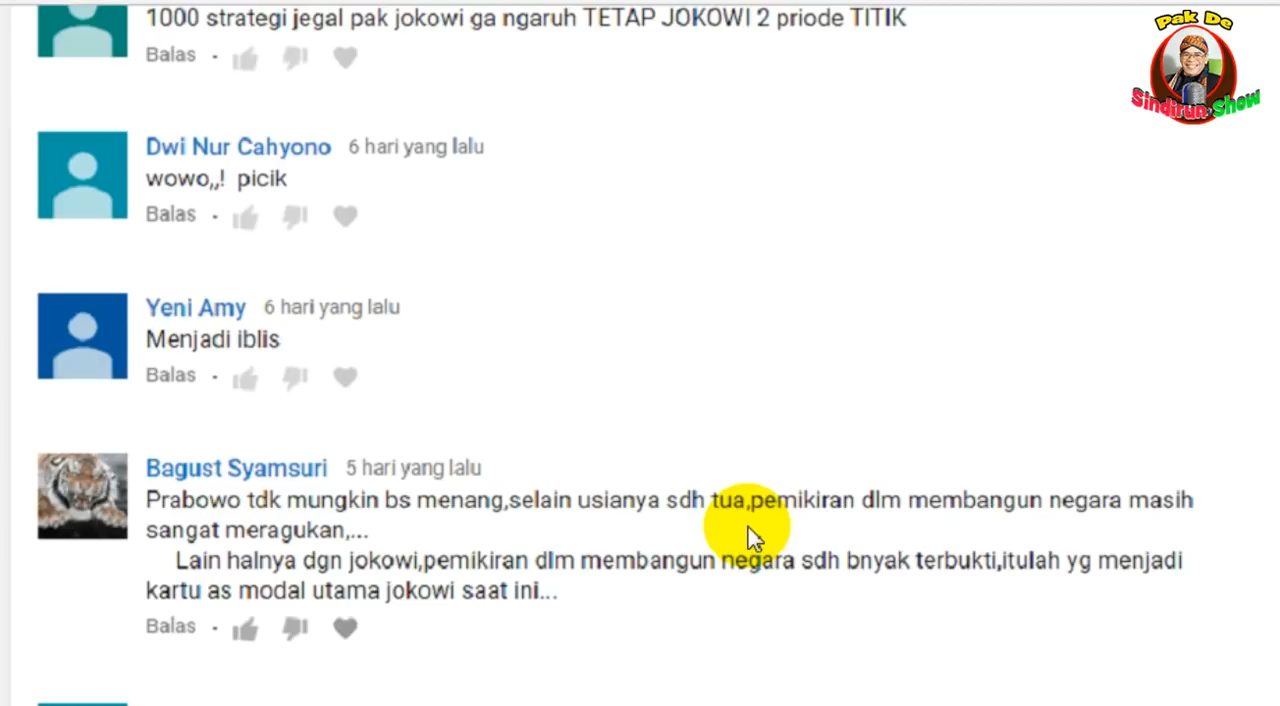 1000 strategi jegal pak jokowi ga ngaruh TETAP JOKOWI 2 priode TITIK
Balas
Pak De
Sindirun Show
Dwi Nur Cahyono 6 hari yang lalu
wowo,,! picik
Balas
Yeni Amy 6 hari yang lalu
Menjadi iblis
Balas
Bagust Syamsuri 5 hari yang lalu
Prabowo tdk mungkin bs menang,selain usianya sdh tua,pemikiran dlm membangun negara masih
sangat meragukan,...
Lain halnya dgn jokowi,pemikiran dlm membangun negara sdh bnyak terbukti,itulah yg menjadi
kartu as modal utama jokowi saat ini...
Balas